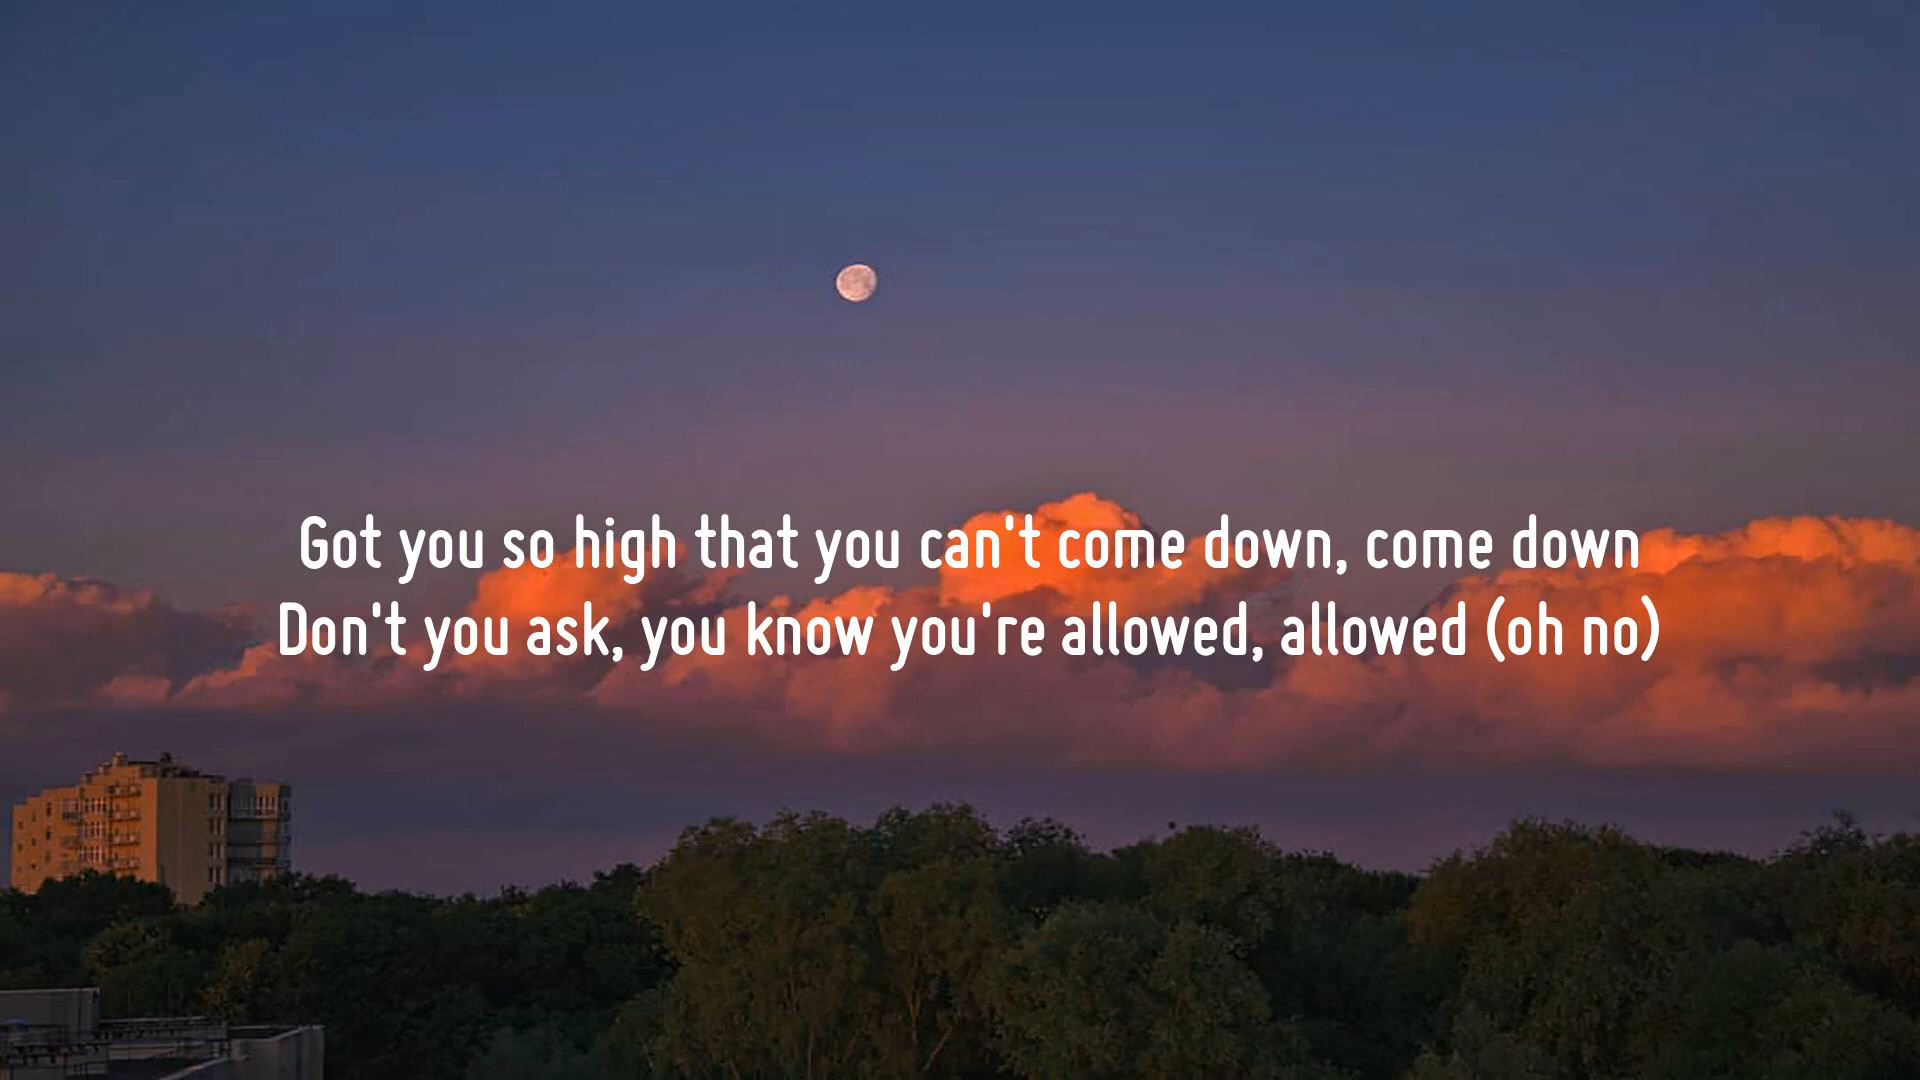 Got you so high that you can't come down, come down
Don't you ask, you know you're allowed, allowed (oh no)